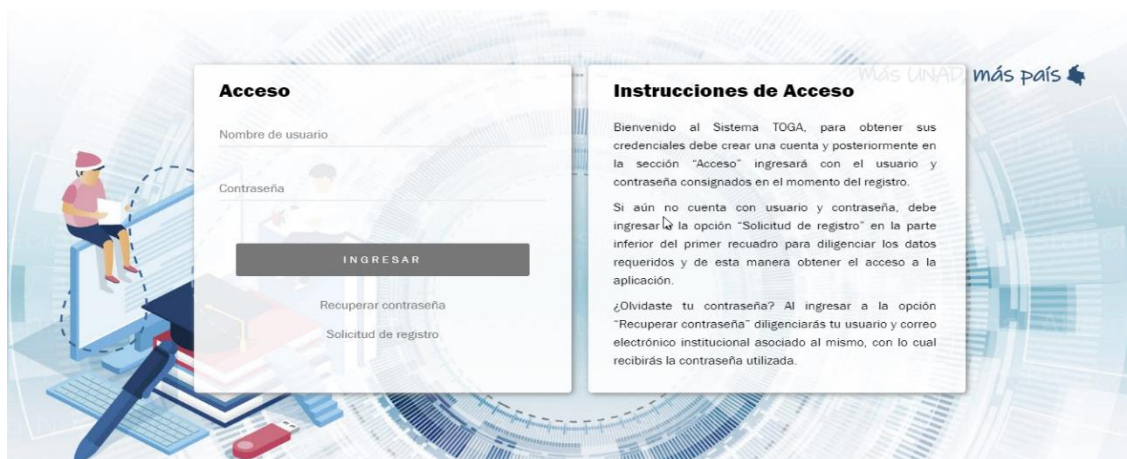 Más UNAD, más país
Acceso
Nombre de usuario
Contraseña
INGRESAR
Recuperar contraseña
Solicitud de registro
Instrucciones de Acceso
Bienvenido al Sistema TOGA, para obtener sus
credenciales debe crear una cuenta y posteriormente en
la sección “Acceso” ingresará con el usuario y
contraseña consignados en el momento del registro.
Si aún no cuenta con usuario y contraseña, debe
ingresar a la opción “Solicitud de registro” en la parte
inferior del primer recuadro para diligenciar los datos
requeridos y de esta manera obtener el acceso a la
aplicación.
¿Olvidaste tu contraseña? Al ingresar a la opción
“Recuperar contraseña” diligenciarás tu usuario y correo
electrónico institucional asociado al mismo, con lo cual
recibirás la contraseña utilizada.